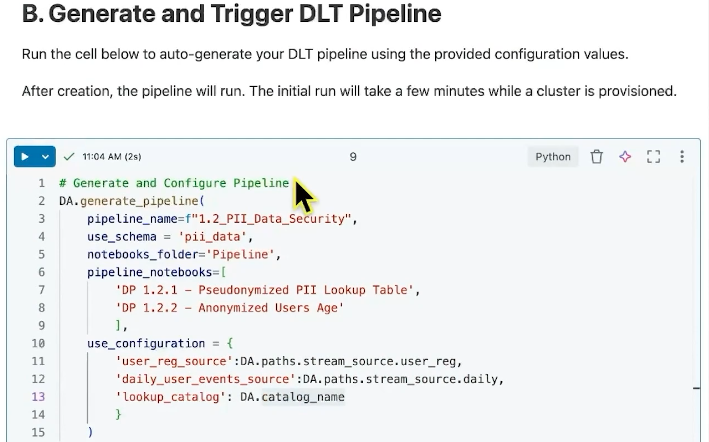 B. Generate and Trigger DLT Pipeline
Run the cell below to auto-generate your DLT pipeline using the provided configuration values.
After creation, the pipeline will run. The initial run will take a few minutes while a cluster is provisioned.
11:04 AM (2s)
9
Python
1 # Generate and Configure Pipeline
2 DA.generate_pipeline(
3     pipeline_name=f"1.2_PII_Data_Security",
4     use_schema = 'pii_data',
5     notebooks_folder='Pipeline',
6     pipeline_notebooks=[
7         'DP 1.2.1 - Pseudonymized PII Lookup Table',
8         'DP 1.2.2 - Anonymized Users Age'
9         ],
10     use_configuration = {
11         'user_reg_source':DA.paths.stream_source.user_reg,
12         'daily_user_events_source':DA.paths.stream_source.daily,
13         'lookup_catalog': DA.catalog_name
14         }
15     )